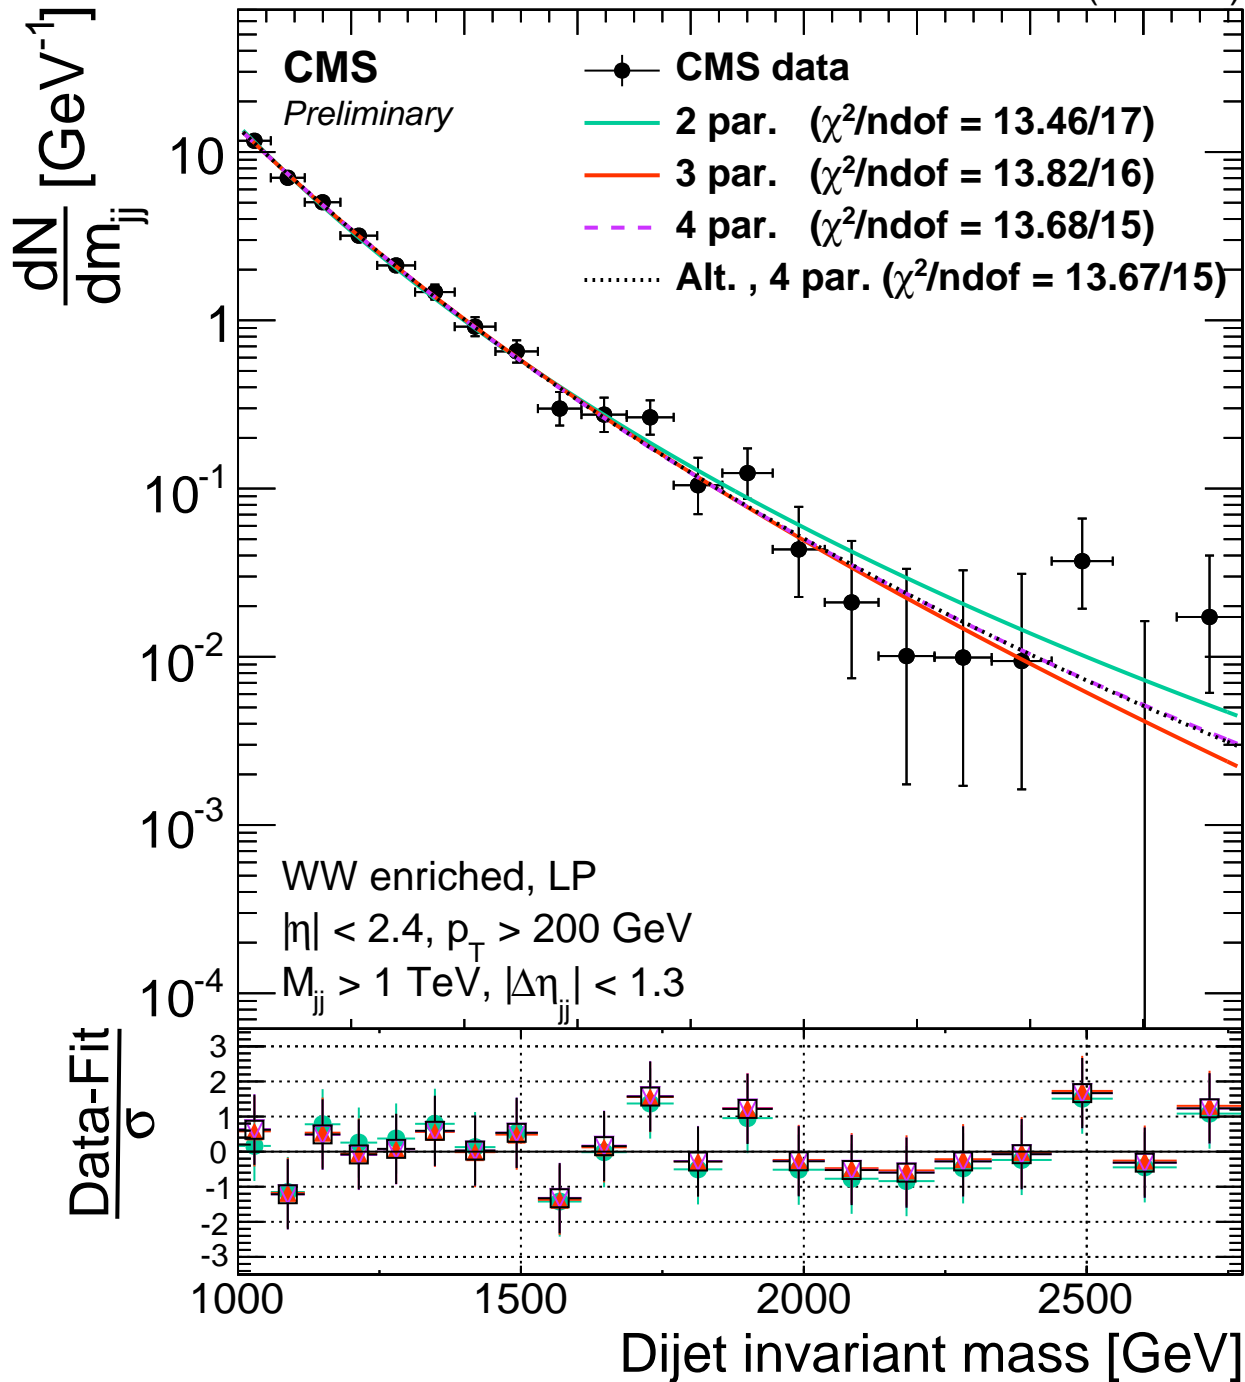 CMS
Preliminary
CMS data
2 par. (χ²/ndof = 13.46/17)
3 par. (χ²/ndof = 13.82/16)
4 par. (χ²/ndof = 13.68/15)
Alt. , 4 par. (χ²/ndof = 13.67/15)
dN/dm_jj [GeV⁻¹]
10
1
10⁻¹
10⁻²
10⁻³
10⁻⁴
WW enriched, LP
|η| < 2.4, p_T > 200 GeV
M_jj > 1 TeV, |Δη_jj| < 1.3
Data-Fit/σ
3
2
1
0
-1
-2
-3
1000 1500 2000 2500
Dijet invariant mass [GeV]